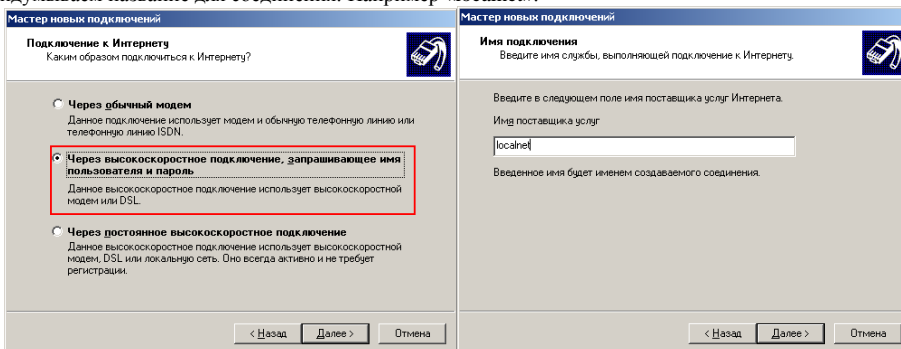 название для соединения. Например
Мастер новых подключений
Подключение к Интернету
Каким образом подключиться к Интернету?
Через обычный модем
Данное подключение использует модем и обычную телефонную линию или
телефонную линию ISDN.
Через высокоскоростное подключение, запрашивающее имя
пользователя и пароль
Данное высокоскоростное подключение использует высокоскоростной
модем или DSL.
Через постоянное высокоскоростное подключение
Данное высокоскоростное подключение использует высокоскоростной
модем, DSL или локальную сеть. Оно всегда активно и не требует
регистрации.
< Назад Далее > Отмена
Мастер новых подключений
Имя подключения
Введите имя службы, выполняющей подключение к Интернету.
Введите в следующем поле имя поставщика услуг Интернета.
Имя поставщика услуг
localnet
Введенное имя будет именем создаваемого соединения.
< Назад Далее > Отмена